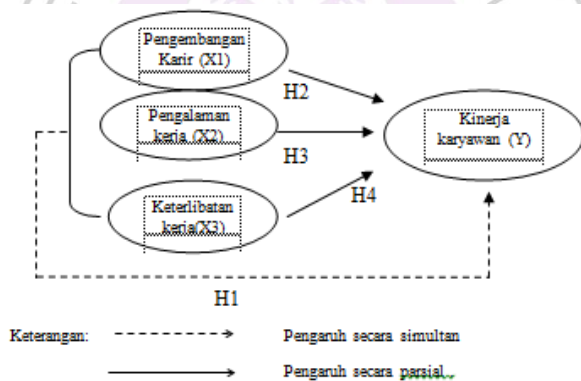 Pengembangan
Karir (X1)
H2
Pengalaman
kerja (X2)
H3
Kinerja
karyawan (Y)
Keterlibatan
kerja(X3)
H4
H1
Keterangan: Pengaruh secara simultan
Pengaruh secara parsial